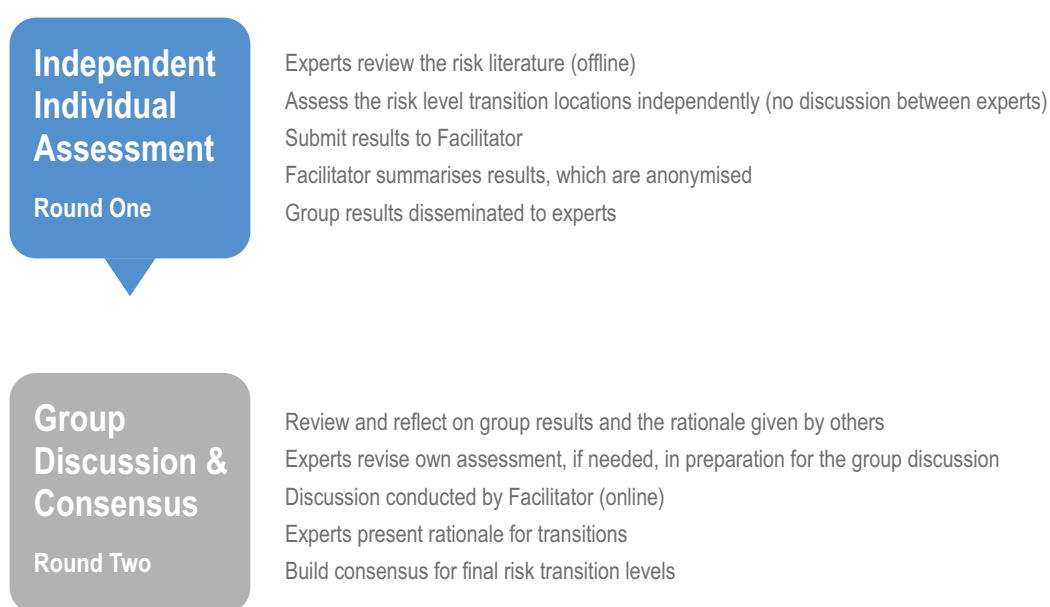 Independent
Individual
Assessment
Round One
Experts review the risk literature (offline)
Assess the risk level transition locations independently (no discussion between experts)
Submit results to Facilitator
Facilitator summarises results, which are anonymised
Group results disseminated to experts
Group
Discussion &
Consensus
Round Two
Review and reflect on group results and the rationale given by others
Experts revise own assessment, if needed, in preparation for the group discussion
Discussion conducted by Facilitator (online)
Experts present rationale for transitions
Build consensus for final risk transition levels